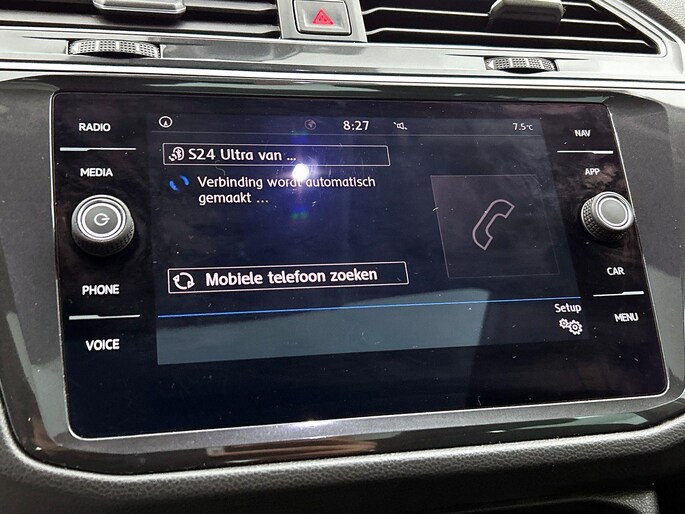 RADIO
MEDIA
PHONE
VOICE
8:27
7.5°C
S24 Ultra van ...
Verbinding wordt automatisch
gemaakt ...
Mobiele telefoon zoeken
Setup
NAV
APP
CAR
MENU